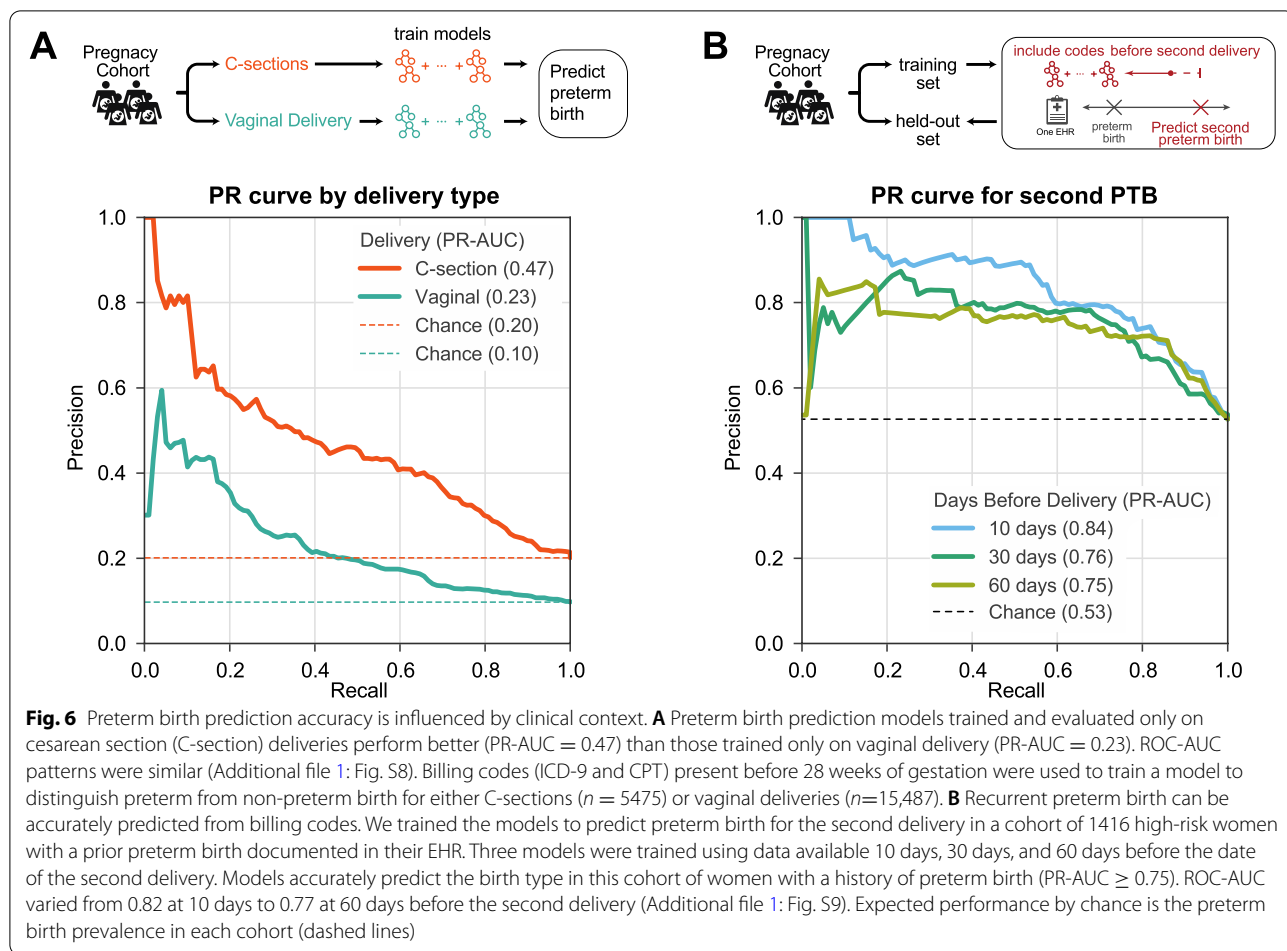 A
Pregnancy
Cohort
C-sections
Vaginal Delivery
train models
+ ... +
+ ... +
Predict
preterm
birth
PR curve by delivery type
Delivery (PR-AUC)
C-section (0.47)
Vaginal (0.23)
Chance (0.20)
Chance (0.10)
Precision
1.0
0.8
0.6
0.4
0.2
0.0
0.0 0.2 0.4 0.6 0.8 1.0
Recall
B
Pregnancy
Cohort
training
set
held-out
set
include codes before second delivery
+ ... +
One EHR
preterm
birth
Predict second
preterm birth
PR curve for second PTB
Precision
1.0
0.8
0.6
0.4
0.2
0.0
Days Before Delivery (PR-AUC)
10 days (0.84)
30 days (0.76)
60 days (0.75)
Chance (0.53)
0.0 0.2 0.4 0.6 0.8 1.0
Recall
Fig. 6 Preterm birth prediction accuracy is influenced by clinical context. A Preterm birth prediction models trained and evaluated only on
cesarean section (C-section) deliveries perform better (PR-AUC = 0.47) than those trained only on vaginal delivery (PR-AUC = 0.23). ROC-AUC
patterns were similar (Additional file 1: Fig. S8). Billing codes (ICD-9 and CPT) present before 28 weeks of gestation were used to train a model to
distinguish preterm from non-preterm birth for either C-sections (n = 5475) or vaginal deliveries (n=15,487). B Recurrent preterm birth can be
accurately predicted from billing codes. We trained the models to predict preterm birth for the second delivery in a cohort of 1416 high-risk women
with a prior preterm birth documented in their EHR. Three models were trained using data available 10 days, 30 days, and 60 days before the date
of the second delivery. Models accurately predict the birth type in this cohort of women with a history of preterm birth (PR-AUC ≥ 0.75). ROC-AUC
varied from 0.82 at 10 days to 0.77 at 60 days before the second delivery (Additional file 1: Fig. S9). Expected performance by chance is the preterm
birth prevalence in each cohort (dashed lines)